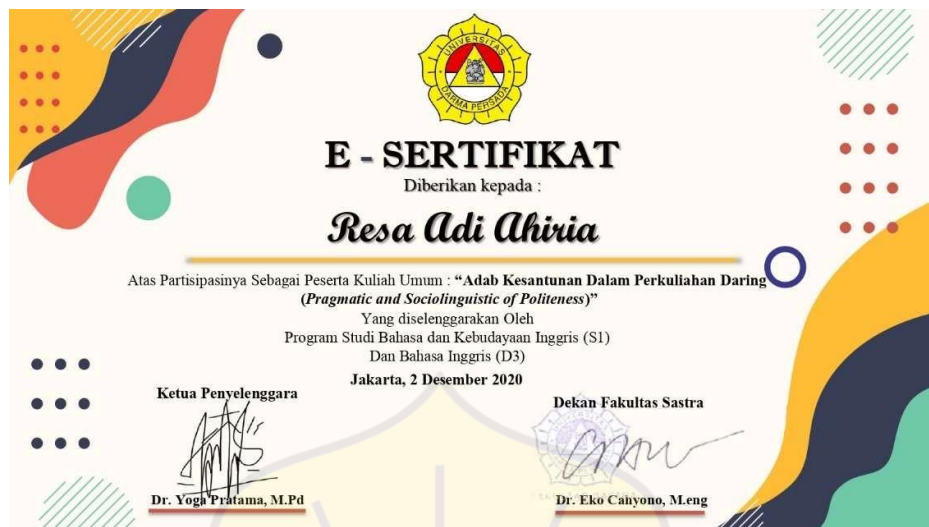 UNIVERSITAS
DARMA PERSADA
E - SERTIFIKAT
Diberikan kepada :
Resa Adi Ahiria
Atas Partisipasinya Sebagai Peserta Kuliah Umum : “Adab Kesantunan Dalam Perkuliahan Daring
(Pragmatic and Sociolinguistic of Politeness)”
Yang diselenggarakan Oleh
Program Studi Bahasa dan Kebudayaan Inggris (S1)
Dan Bahasa Inggris (D3)
Jakarta, 2 Desember 2020
Ketua Penyelenggara
Dr. Yoga Pratama, M.Pd
Dekan Fakultas Sastra
Dr. Eko Cahyono, M.eng